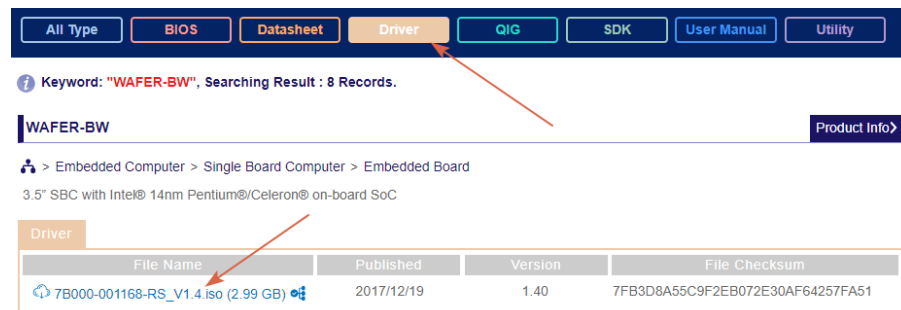 All Type BIOS Datasheet Driver QIG SDK User Manual Utility
Keyword: "WAFER-BW", Searching Result : 8 Records.
WAFER-BW Product Info>
> Embedded Computer > Single Board Computer > Embedded Board
3.5" SBC with Intel® 14nm Pentium®/Celeron® on-board SoC
Driver
File Name Published Version File Checksum
7B000-001168-RS_V1.4.iso (2.99 GB) 2017/12/19 1.40 7FB3D8A55C9F2EB072E30AF64257FA51